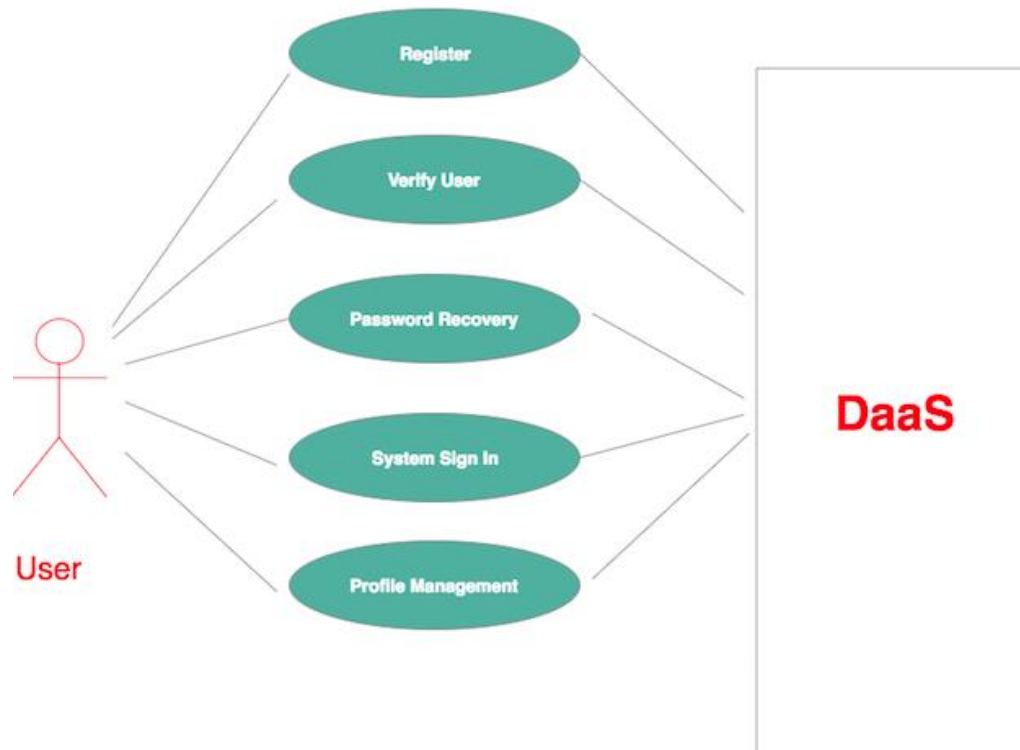 Register
Verify User
Password Recovery
DaaS
System Sign In
User
Profile Management